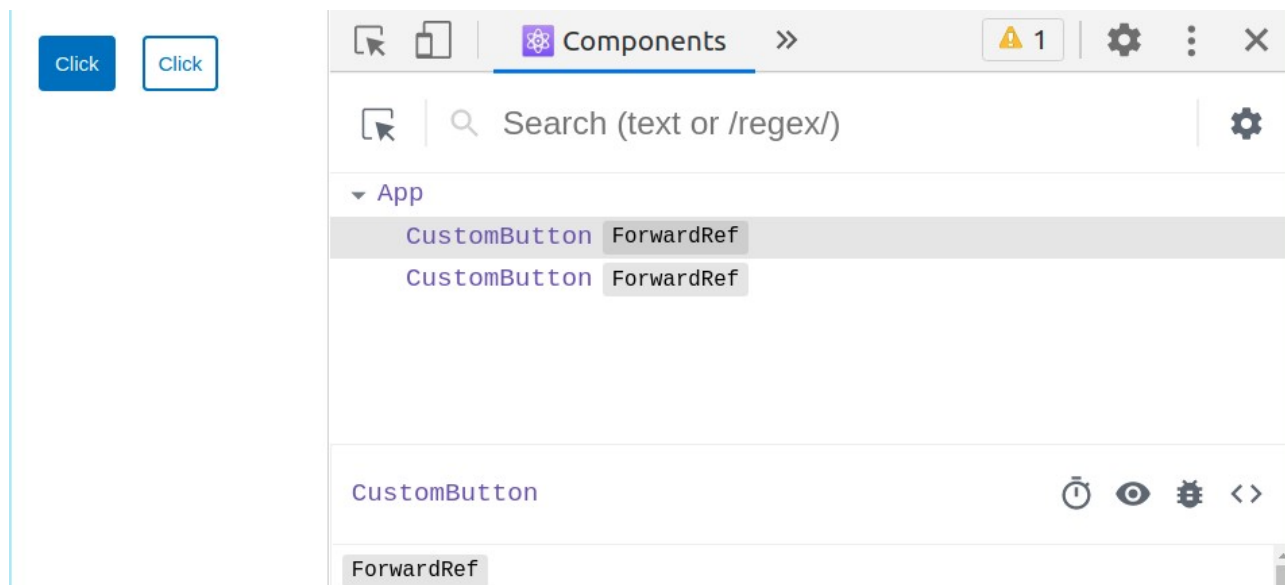 Click Click
Components » 1
Search (text or /regex/)
App
CustomButton ForwardRef
CustomButton ForwardRef
CustomButton
ForwardRef